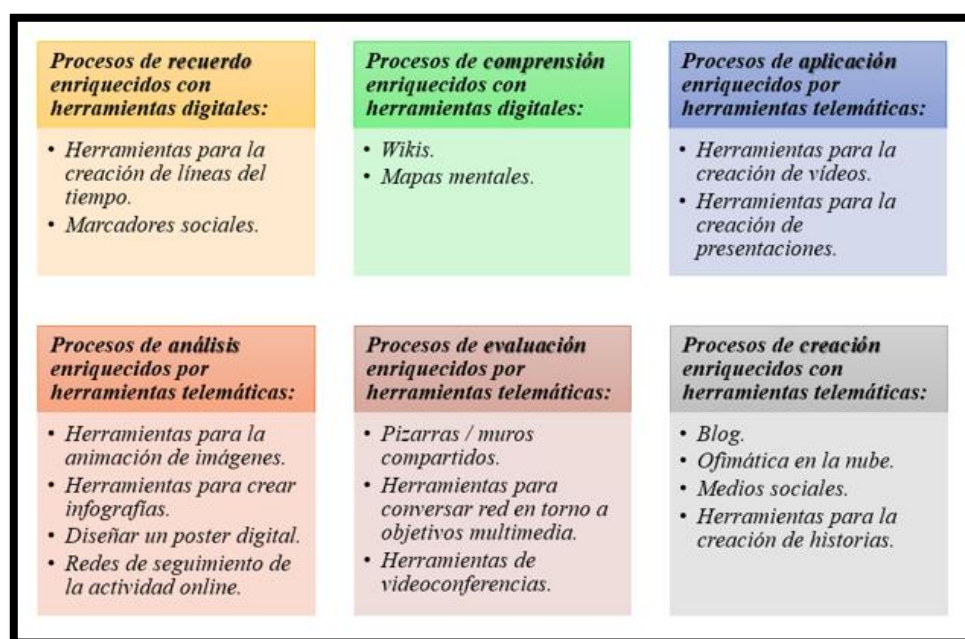 Procesos de recuerdo
enriquecidos con
herramientas digitales:
• Herramientas para la
creación de líneas del
tiempo.
• Marcadores sociales.
Procesos de comprensión
enriquecidos con
herramientas digitales:
• Wikis.
• Mapas mentales.
Procesos de aplicación
enriquecidos por
herramientas telemáticas:
• Herramientas para la
creación de vídeos.
• Herramientas para la
creación de
presentaciones.
Procesos de análisis
enriquecidos por
herramientas telemáticas:
• Herramientas para la
animación de imágenes.
• Herramientas para crear
infografías.
• Diseñar un poster digital.
• Redes de seguimiento de
la actividad online.
Procesos de evaluación
enriquecidos por
herramientas telemáticas:
• Pizarras / muros
compartidos.
• Herramientas para
conversar red en torno a
objetivos multimedia.
• Herramientas de
videoconferencias.
Procesos de creación
enriquecidos con
herramientas telemáticas:
• Blog.
• Ofimática en la nube.
• Medios sociales.
• Herramientas para la
creación de historias.